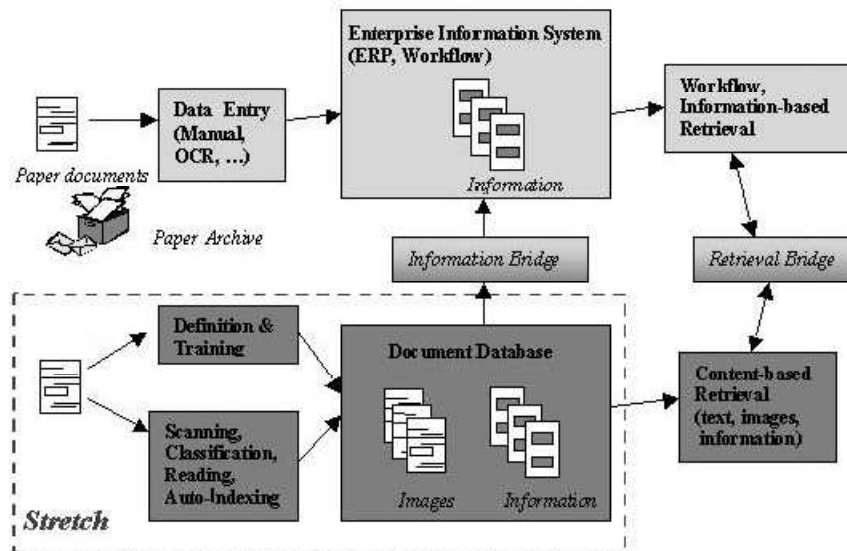 Enterprise Information System
(ERP, Workflow)
Information
Data Entry
(Manual,
OCR, ...)
Paper documents
Paper Archive
Workflow,
Information-based
Retrieval
Information Bridge
Retrieval Bridge
Definition &
Training
Scanning,
Classification,
Reading,
Auto-Indexing
Document Database
Images
Information
Content-based
Retrieval
(text, images,
information)
Stretch